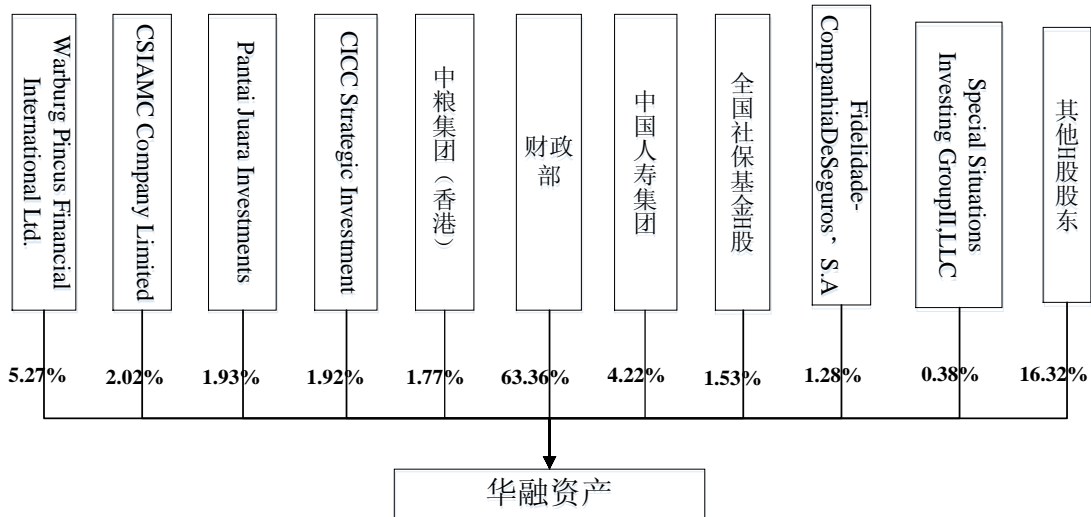 Warburg Pincus Financial
International Ltd.
CSIAMC Company Limited
Pantai Juara Investments
CICC Strategic Investment
中粮集团（香港）
财政
部
中国人寿集团
全国社保基金H股
Fidelidade-
CompanhiaDeSeguros，S.A
Special Situations
Investing GroupII,LLC
其他H股股东
5.27%
2.02%
1.93%
1.92%
1.77%
63.36%
4.22%
1.53%
1.28%
0.38%
16.32%
华融资产